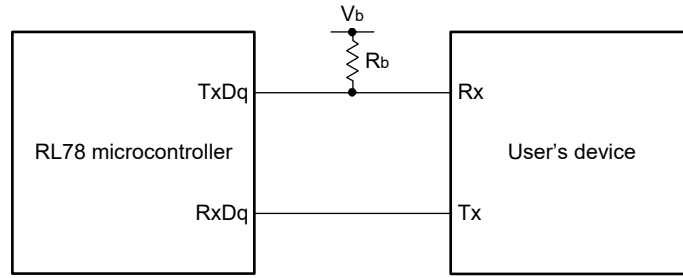 Vb
Rb
TxDq
Rx
RL78 microcontroller
User’s device
RxDq
Tx